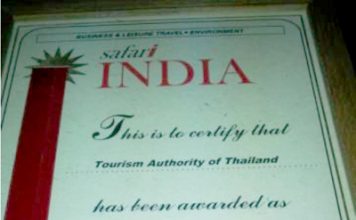 BUSINESS & LEISURE TRAVEL • ENVIRONMENT
safari
INDIA
This is to certify that
Tourism Authority of Thailand
has been awarded as